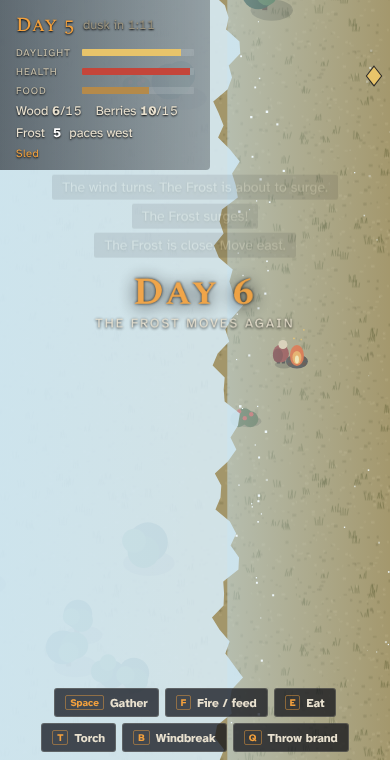 Day 5 dusk in 1:11
DAYLIGHT
HEALTH
FOOD
Wood 6/15 Berries 10/15
Frost 5 paces west
Sled
The wind turns. The Frost is about to surge.
The Frost surges!
The Frost is close. Move east.
Day 6
THE FROST MOVES AGAIN
Space Gather
F Fire / feed
E Eat
T Torch
B Windbreak
Q Throw brand